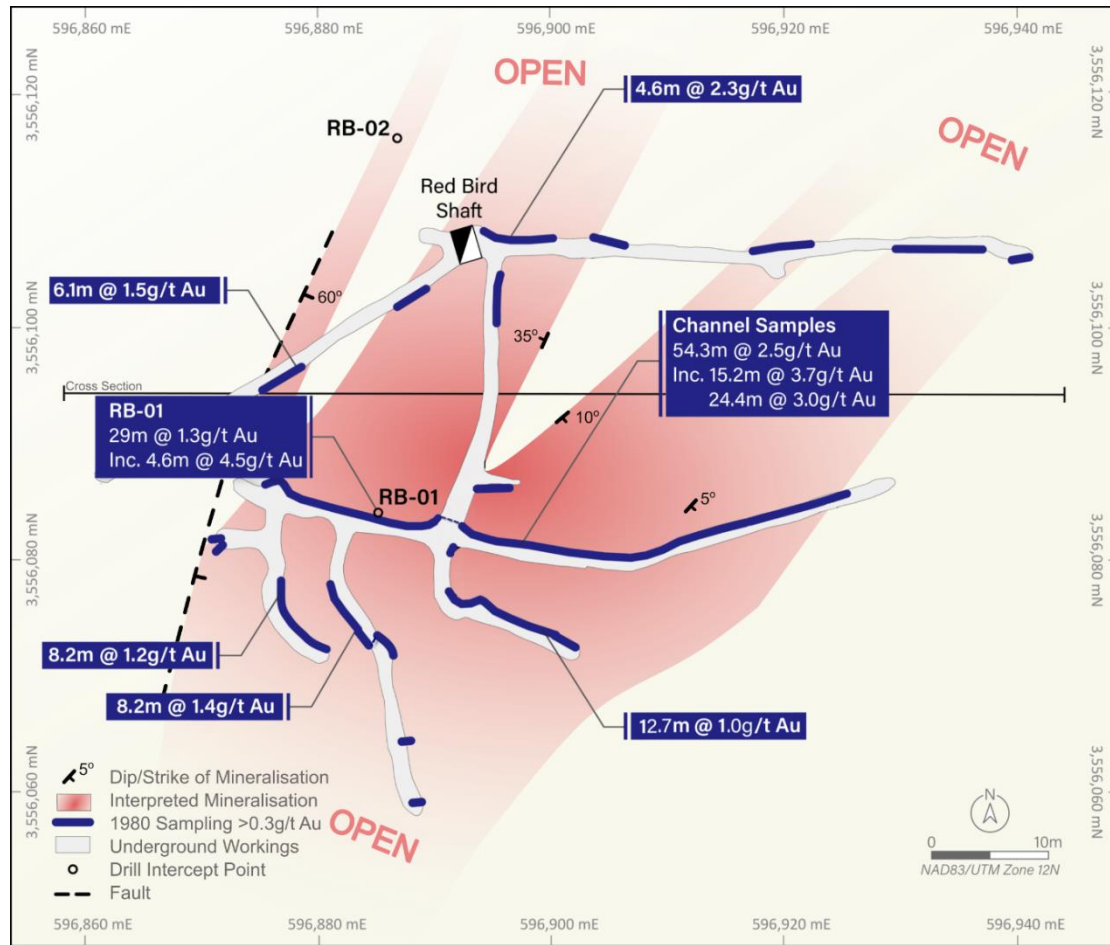 596,860 mE
596,880 mE
596,900 mE
596,920 mE
596,940 mE
3,556,120 mN
3,556,120 mN
OPEN
4.6m @ 2.3g/t Au
RB-02
OPEN
Red Bird
Shaft
6.1m @ 1.5g/t Au
60º
3,556,100 mN
3,556,100 mN
35º
Channel Samples
54.3m @ 2.5g/t Au
Inc. 15.2m @ 3.7g/t Au
24.4m @ 3.0g/t Au
Cross Section
RB-01
29m @ 1.3g/t Au
Inc. 4.6m @ 4.5g/t Au
10º
RB-01
5º
3,556,080 mN
3,556,080 mN
8.2m @ 1.2g/t Au
8.2m @ 1.4g/t Au
12.7m @ 1.0g/t Au
3,556,060 mN
3,556,060 mN
OPEN
5º Dip/Strike of Mineralisation
Interpreted Mineralisation
1980 Sampling >0.3g/t Au
Underground Workings
Drill Intercept Point
Fault
N
0 10m
NAD83/UTM Zone 12N
596,860 mE
596,880 mE
596,900 mE
596,920 mE
596,940 mE